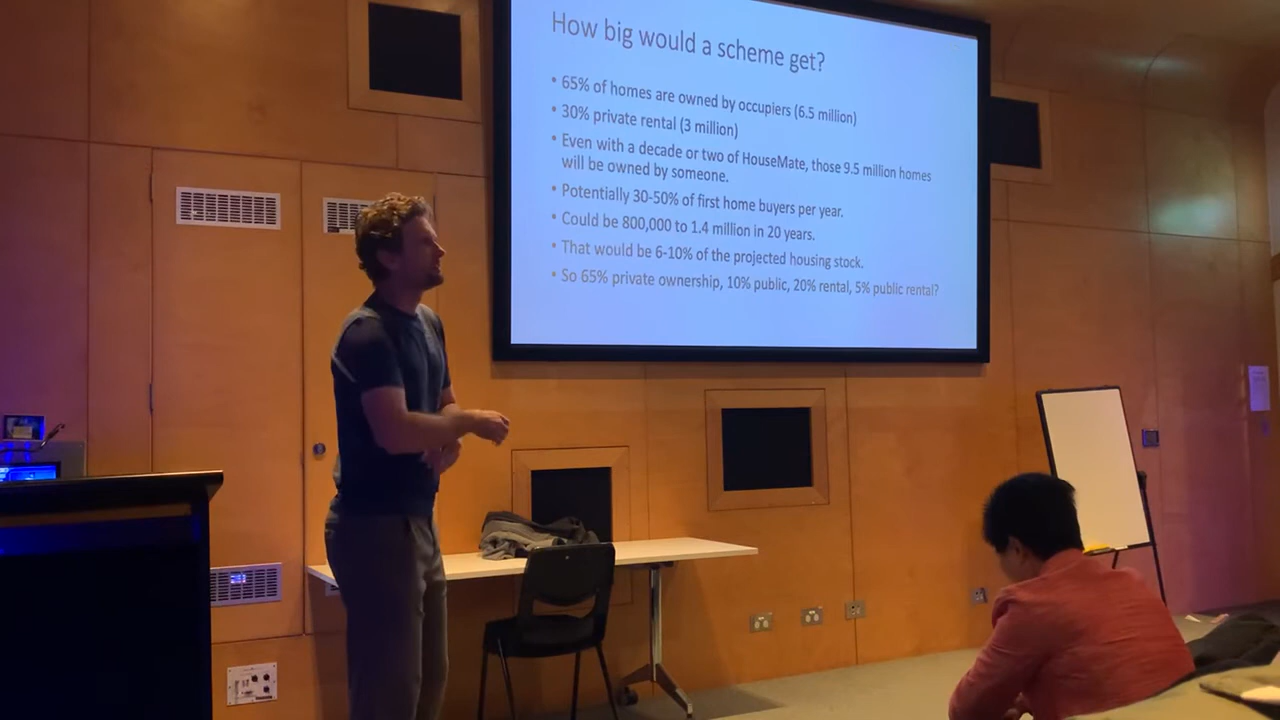 How big would a scheme get?
• 65% of homes are owned by occupiers (6.5 million)
• 30% private rental (3 million)
• Even with a decade or two of HouseMate, those 9.5 million homes
will be owned by someone.
• Potentially 30-50% of first home buyers per year.
• Could be 800,000 to 1.4 million in 20 years.
• That would be 6-10% of the projected housing stock.
• So 65% private ownership, 10% public, 20% rental, 5% public rental?